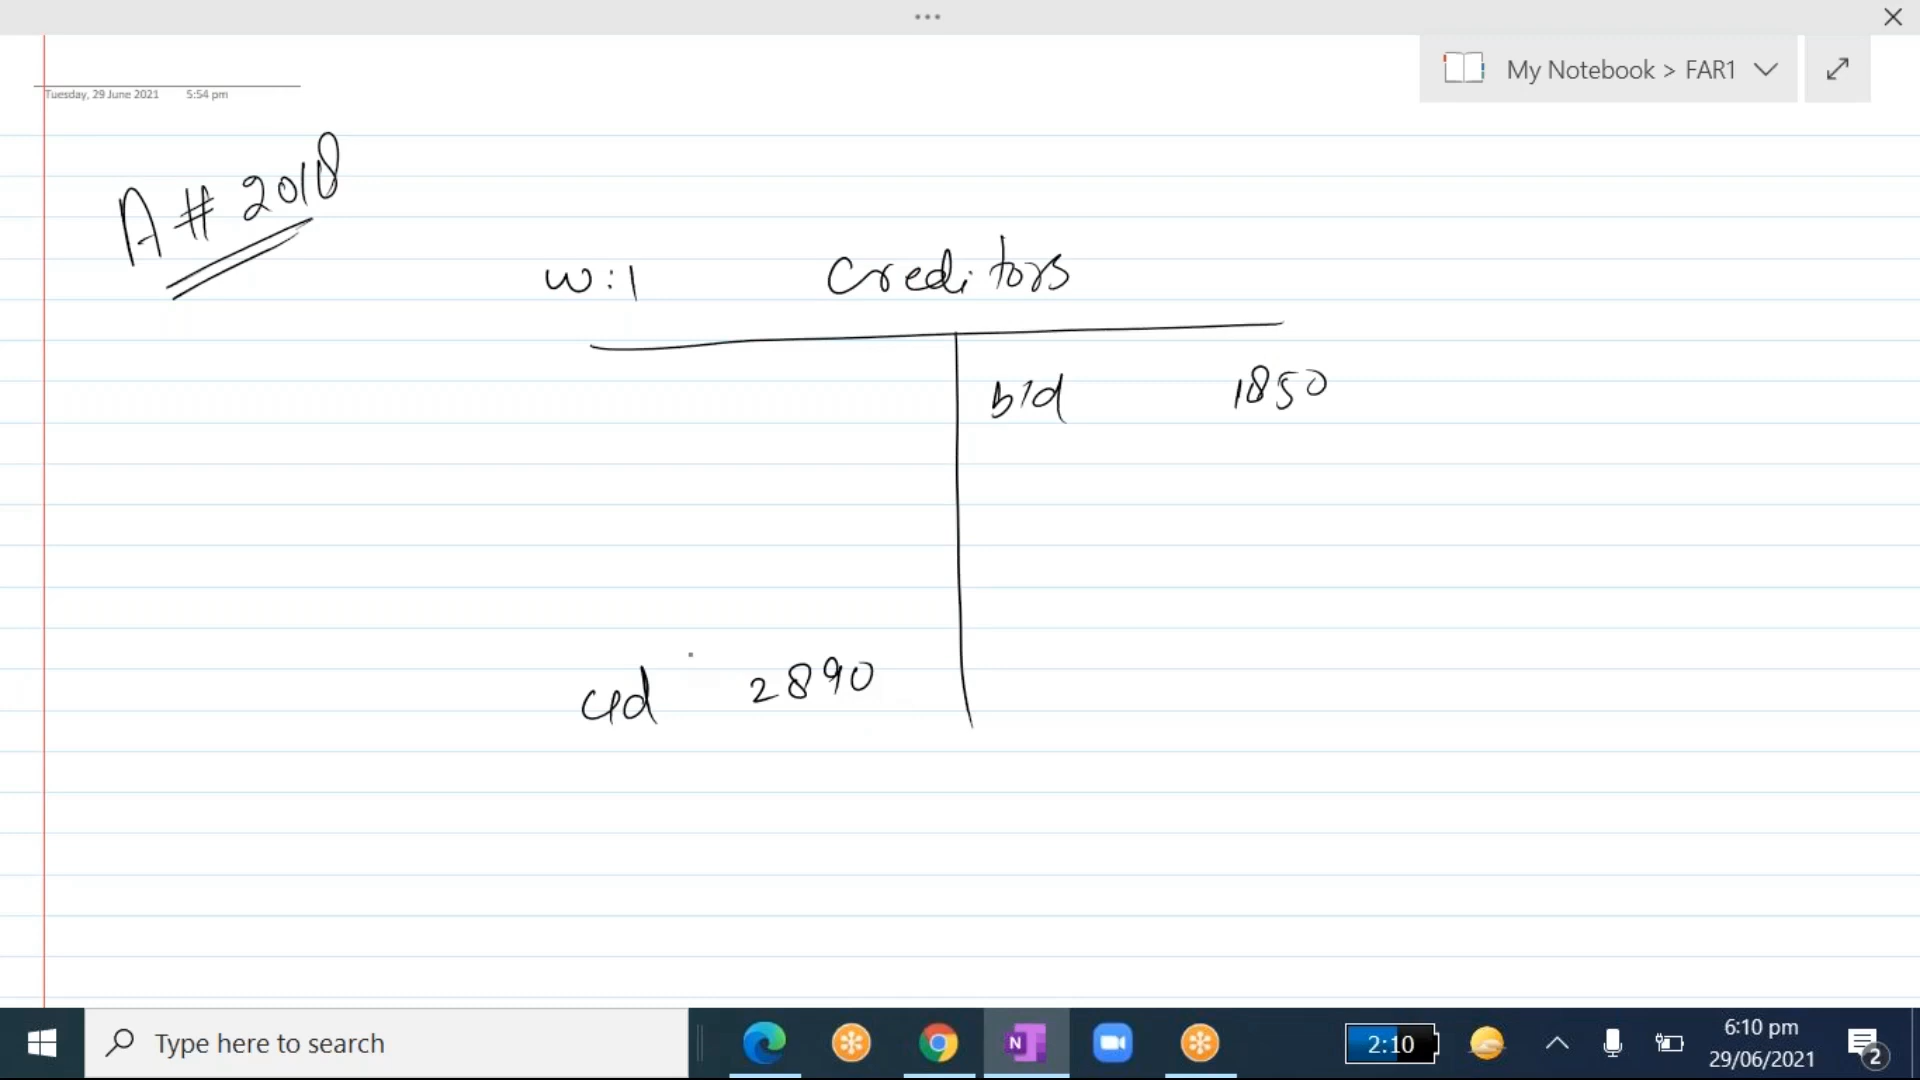 My Notebook > FAR1
Tuesday, 29 June 2021 5:54 pm
A # 2018
W:1 Creditors
b/d 1850
c/d 2890
Type here to search
N
2:10
6:10 pm
29/06/2021
2